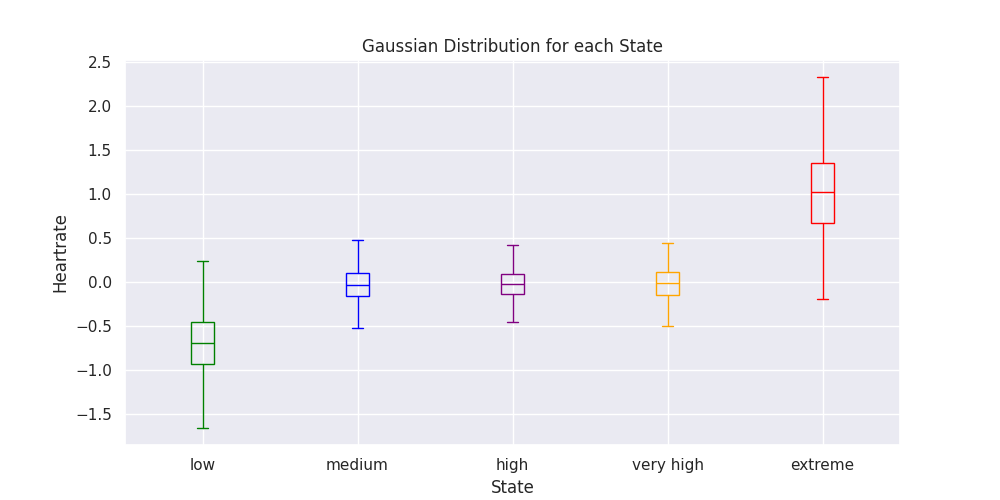 Gaussian Distribution for each State
Heartrate
2.5
2.0
1.5
1.0
0.5
0.0
−0.5
−1.0
−1.5
low medium high very high extreme
State